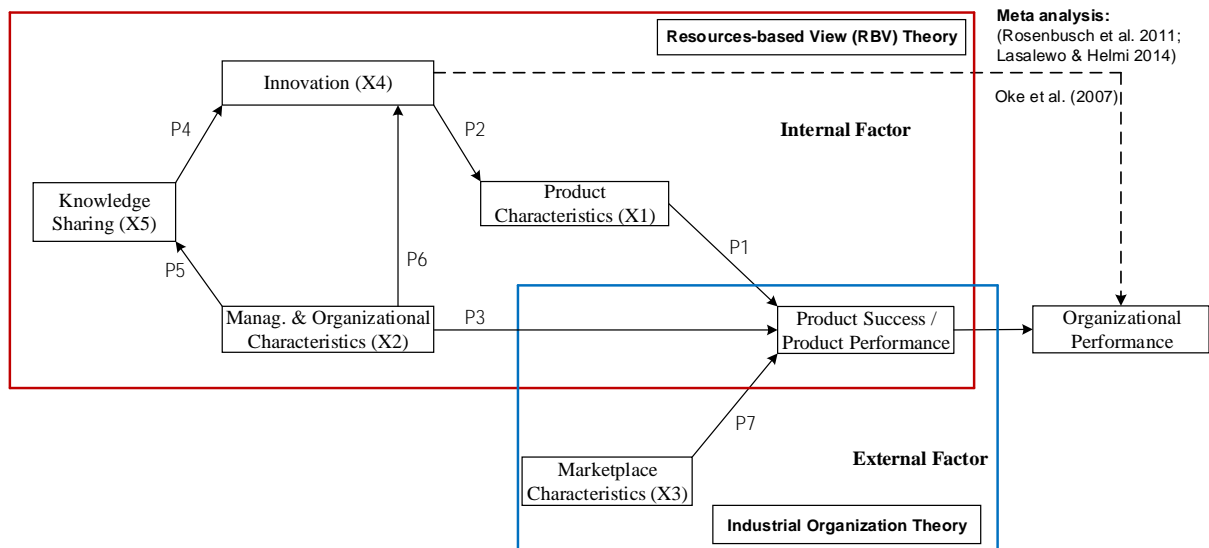 Meta analysis:
(Rosenbusch et al. 2011;
Lasalewo & Helmi 2014)
Resources-based View (RBV) Theory
Innovation (X4)
Oke et al. (2007)
P4
P2
Internal Factor
Knowledge
Sharing (X5)
Product
Characteristics (X1)
P5
P6
P1
Manag. & Organizational
Characteristics (X2)
P3
Product Success /
Product Performance
Organizational
Performance
P7
Marketplace
Characteristics (X3)
External Factor
Industrial Organization Theory